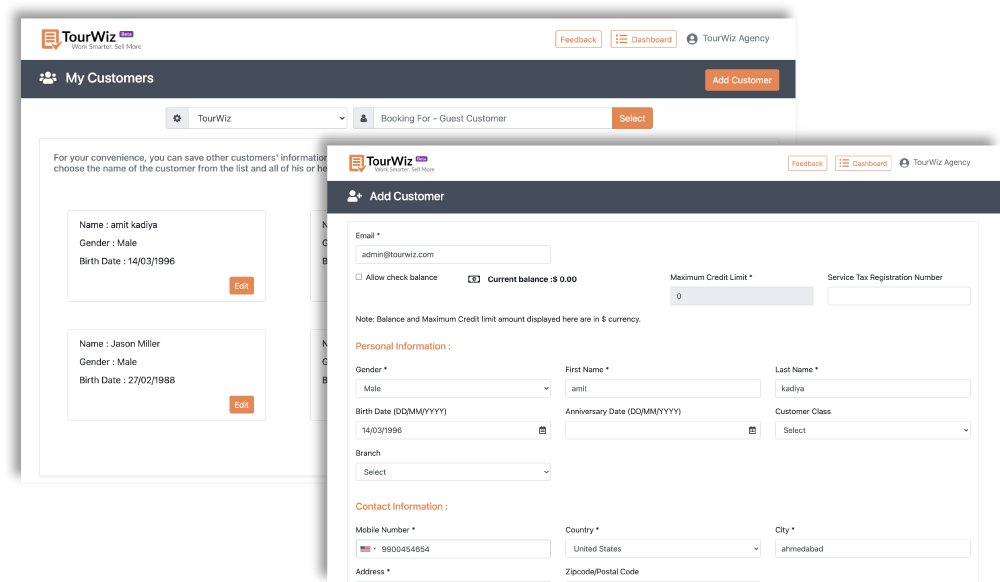 TourWiz Beta
Work Smarter, Sell More
Feedback Dashboard TourWiz Agency
My Customers
Add Customer
TourWiz Booking For - Guest Customer Select
For your convenience, you can save other customers' information
choose the name of the customer from the list and all of his or he
Name : amit kadiya
Gender : Male
Birth Date : 14/03/1996
Edit
Name : Jason Miller
Gender : Male
Birth Date : 27/02/1988
Edit
N
G
B
N
G
B
TourWiz Beta
Work Smarter, Sell More
Feedback Dashboard TourWiz Agency
Add Customer
Email *
admin@tourwiz.com
Allow check balance Current balance :$ 0.00 Maximum Credit Limit * Service Tax Registration Number
0
Note: Balance and Maximum Credit limit amount displayed here are in $ currency.
Personal Information :
Gender * First Name * Last Name *
Male amit kadiya
Birth Date (DD/MM/YYYY) Anniversary Date (DD/MM/YYYY) Customer Class
14/03/1996 Select
Branch
Select
Contact Information :
Mobile Number * Country * City *
9900454654 United States ahmedabad
Address * Zipcode/Postal Code